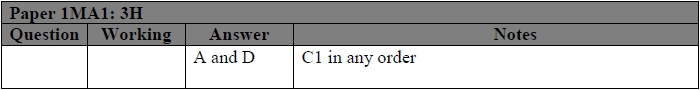 Paper 1MA1: 3H
Question Working Answer Notes
A and D C1 in any order